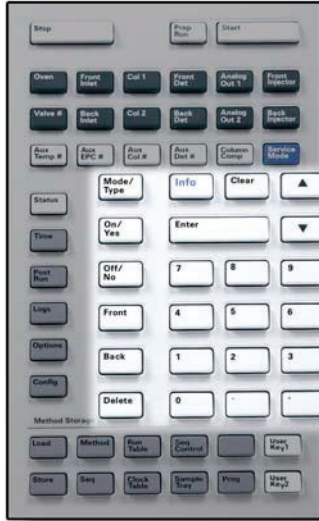 Stop Prep Run Start
Oven Front Inlet Col 1 Front Det Analog Out 1 Front Injector
Valve # Back Inlet Col 2 Back Det Analog Out 2 Back Injector
Aux Temp # Aux EPC # Aux Col # Aux Det # Column Comp Service Mode
Mode/Type Info Clear ▲
Status
On/Yes Enter ▼
Time
Off/No 7 8 9
Post Run
Front 4 5 6
Logs
Options
Back 1 2 3
Config
Delete 0 . -
Method Storage
Load Method Run Table Seq Control User Key1
Store Seq Clock Table Sample Tray Prog User Key2